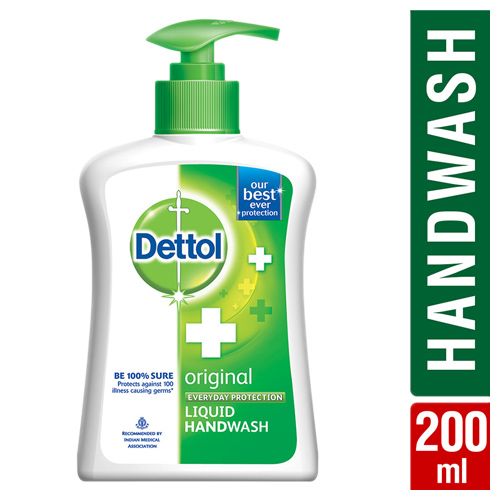 our
best
ever
protection
Dettol
BE 100% SURE
Protects against 100
illness causing germs*
RECOMMENDED BY
INDIAN MEDICAL
ASSOCIATION
original
EVERYDAY PROTECTION
LIQUID
HANDWASH
HANDWASH
200
ml